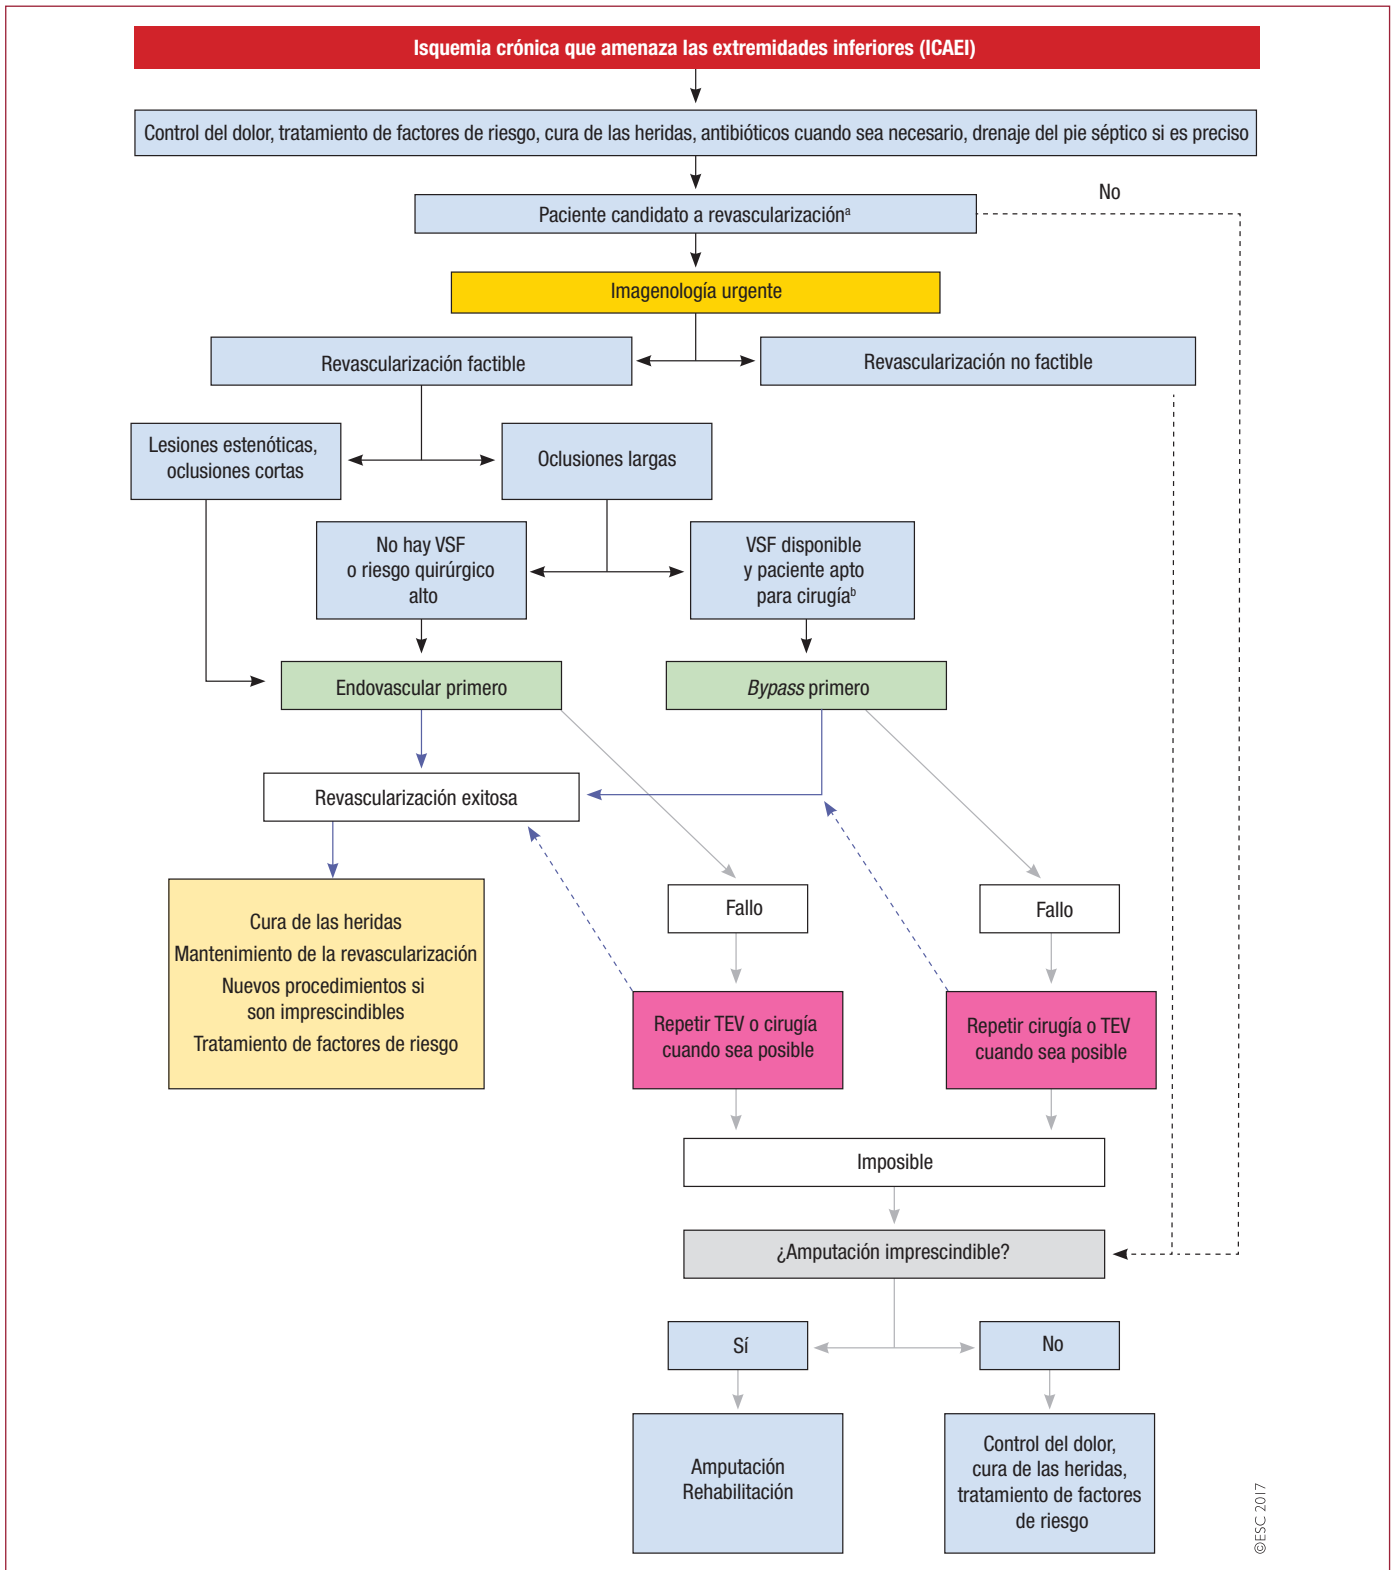 Isquemia crónica que amenaza las extremidades inferiores (ICAEI)
Control del dolor, tratamiento de factores de riesgo, cura de las heridas, antibióticos cuando sea necesario, drenaje del pie séptico si es preciso
No
Paciente candidato a revascularizaciónª
Imagenología urgente
Revascularización factible
Revascularización no factible
Lesiones estenóticas,
oclusiones cortas
Oclusiones largas
No hay VSF
o riesgo quirúrgico
alto
VSF disponible
y paciente apto
para cirugíaᵇ
Endovascular primero
Bypass primero
Revascularización exitosa
Cura de las heridas
Mantenimiento de la revascularización
Nuevos procedimientos si
son imprescindibles
Tratamiento de factores de riesgo
Fallo
Fallo
Repetir TEV o cirugía
cuando sea posible
Repetir cirugía o TEV
cuando sea posible
Imposible
¿Amputación imprescindible?
Sí
No
Amputación
Rehabilitación
Control del dolor,
cura de las heridas,
tratamiento de factores
de riesgo
©ESC 2017